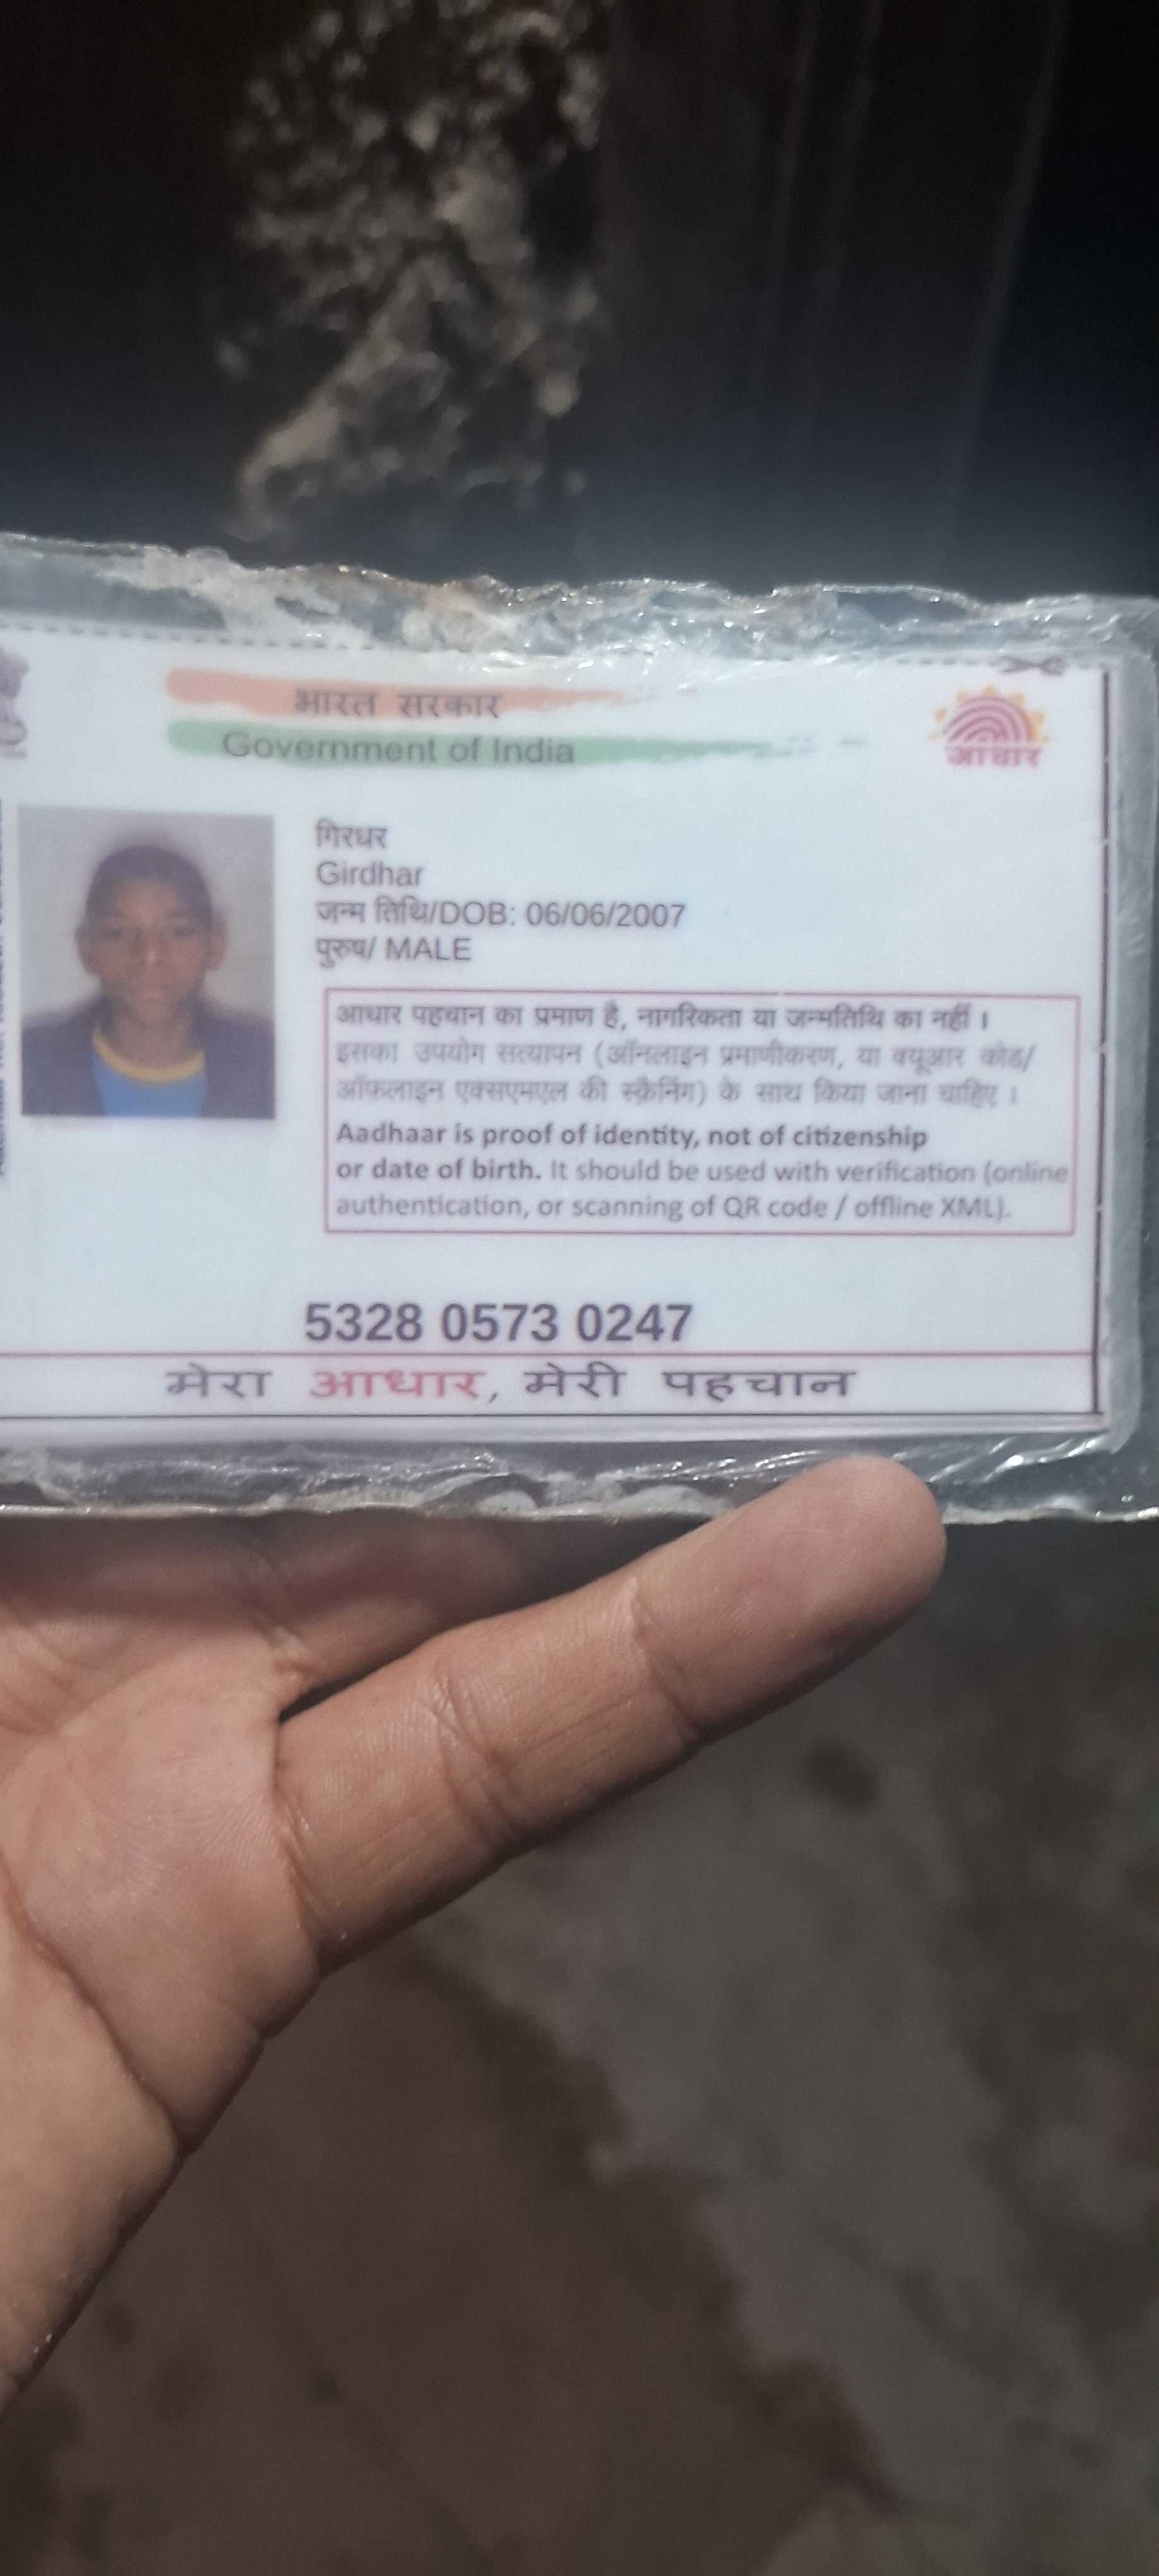 भारत सरकार
Government of India
आधार
गिरधर
Girdhar
जन्म तिथि/DOB: 06/06/2007
पुरुष/ MALE
आधार पहचान का प्रमाण है, नागरिकता या जन्मतिथि का नहीं ।
इसका उपयोग सत्यापन (ऑनलाइन प्रमाणीकरण, या क्यूआर कोड/
ऑफलाइन एक्सएमएल की स्कैनिंग) के साथ किया जाना चाहिए ।
Aadhaar is proof of identity, not of citizenship
or date of birth. It should be used with verification (online
authentication, or scanning of QR code / offline XML).
5328 0573 0247
मेरा आधार, मेरी पहचान